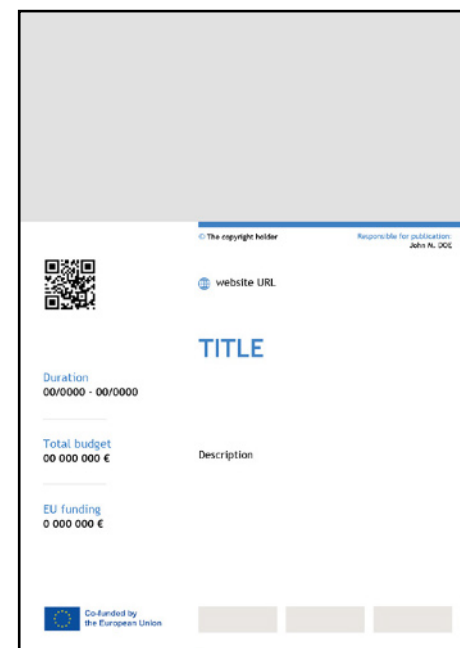 © The copyright holder
Responsible for publication:
John N. DOE
website URL
TITLE
Duration
00/0000 - 00/0000
Total budget
00 000 000 €
Description
EU funding
0 000 000 €
Co-funded by
the European Union